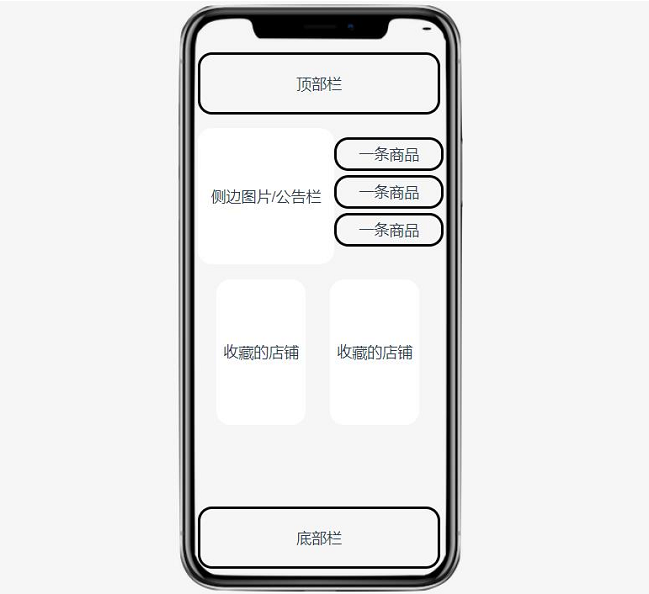 顶部栏
侧边图片/公告栏
一条商品
一条商品
一条商品
收藏的店铺
收藏的店铺
底部栏